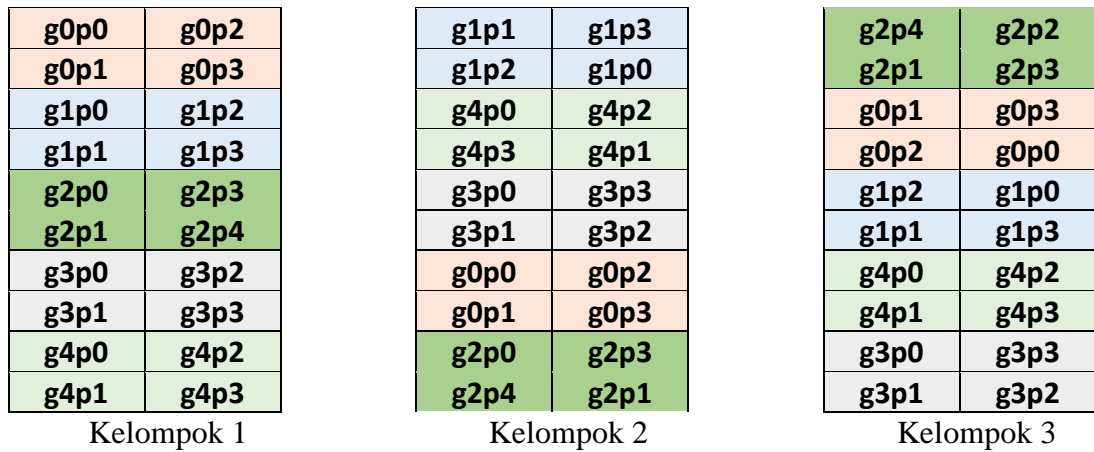 g0p0 g0p2 g1p1 g1p3 g2p4 g2p2
g0p1 g0p3 g1p2 g1p0 g2p1 g2p3
g1p0 g1p2 g4p0 g4p2 g0p1 g0p3
g1p1 g1p3 g4p3 g4p1 g0p2 g0p0
g2p0 g2p3 g3p0 g3p3 g1p2 g1p0
g2p1 g2p4 g3p1 g3p2 g1p1 g1p3
g3p0 g3p2 g0p0 g0p2 g4p0 g4p2
g3p1 g3p3 g0p1 g0p3 g4p1 g4p3
g4p0 g4p2 g2p0 g2p3 g3p0 g3p3
g4p1 g4p3 g2p4 g2p1 g3p1 g3p2
Kelompok 1 Kelompok 2 Kelompok 3